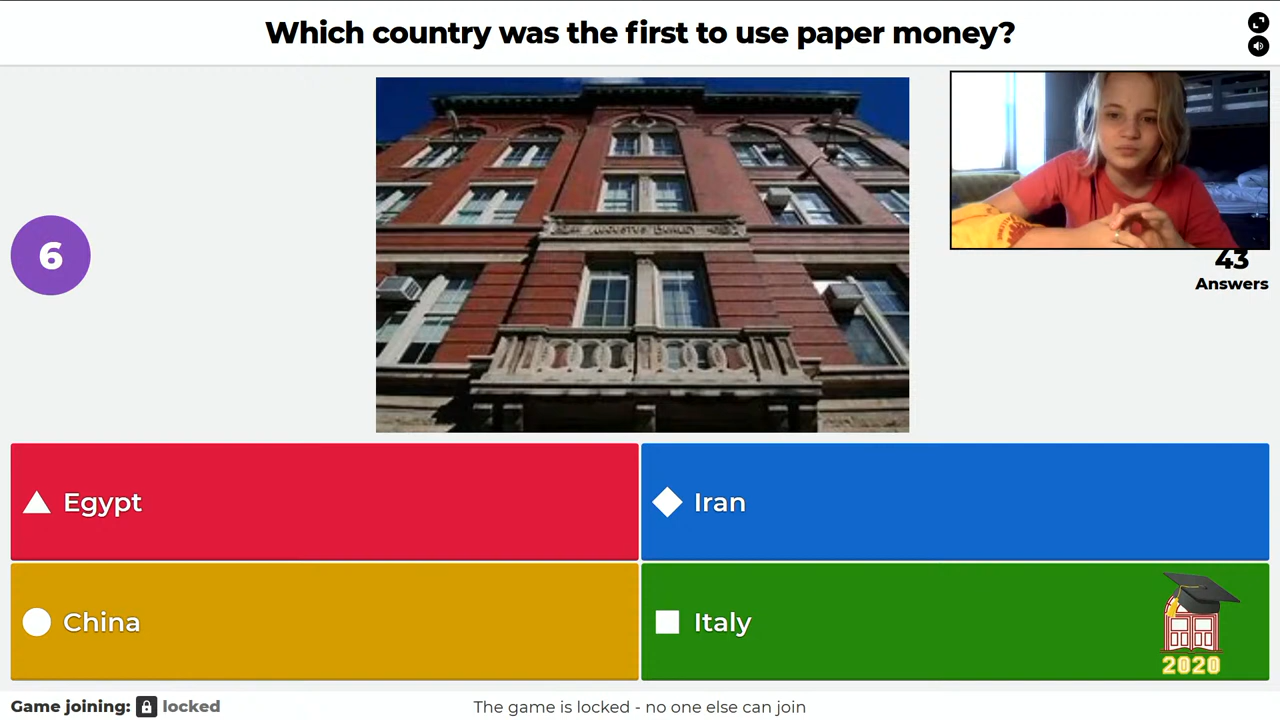 Which country was the first to use paper money?
6
43
Answers
Egypt
Iran
China
Italy
2020
Game joining: locked
The game is locked - no one else can join